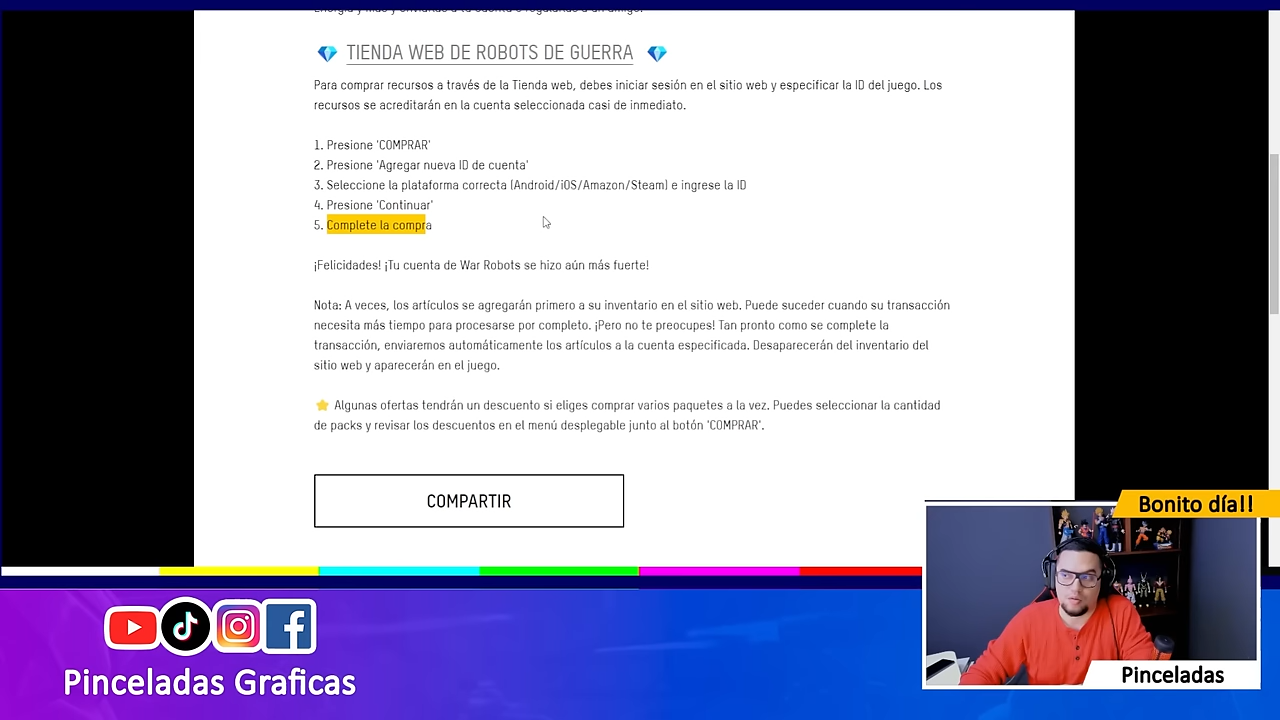 Energía y más y enviarlas a la cuenta o regalarlas a un amigo.
TIENDA WEB DE ROBOTS DE GUERRA
Para comprar recursos a través de la Tienda web, debes iniciar sesión en el sitio web y especificar la ID del juego. Los
recursos se acreditarán en la cuenta seleccionada casi de inmediato.
1. Presione 'COMPRAR'
2. Presione 'Agregar nueva ID de cuenta'
3. Seleccione la plataforma correcta (Android/iOS/Amazon/Steam) e ingrese la ID
4. Presione 'Continuar'
5. Complete la compra
¡Felicidades! ¡Tu cuenta de War Robots se hizo aún más fuerte!
Nota: A veces, los artículos se agregarán primero a su inventario en el sitio web. Puede suceder cuando su transacción
necesita más tiempo para procesarse por completo. ¡Pero no te preocupes! Tan pronto como se complete la
transacción, enviaremos automáticamente los artículos a la cuenta especificada. Desaparecerán del inventario del
sitio web y aparecerán en el juego.
Algunas ofertas tendrán un descuento si eliges comprar varios paquetes a la vez. Puedes seleccionar la cantidad
de packs y revisar los descuentos en el menú desplegable junto al botón 'COMPRAR'.
COMPARTIR
Bonito día!!
Pinceladas
Pinceladas Graficas